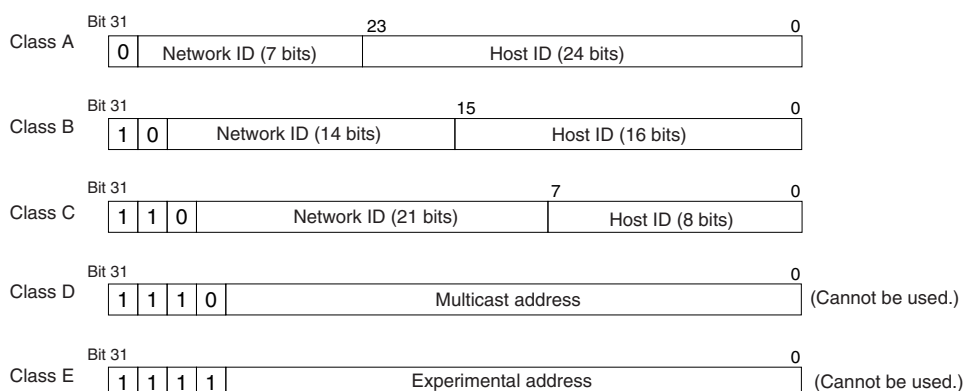 Bit 31 23 0
Class A 0 Network ID (7 bits) Host ID (24 bits)
Bit 31 15 0
Class B 1 0 Network ID (14 bits) Host ID (16 bits)
Bit 31 7 0
Class C 1 1 0 Network ID (21 bits) Host ID (8 bits)
Bit 31 0
Class D 1 1 1 0 Multicast address (Cannot be used.)
Bit 31 0
Class E 1 1 1 1 Experimental address (Cannot be used.)